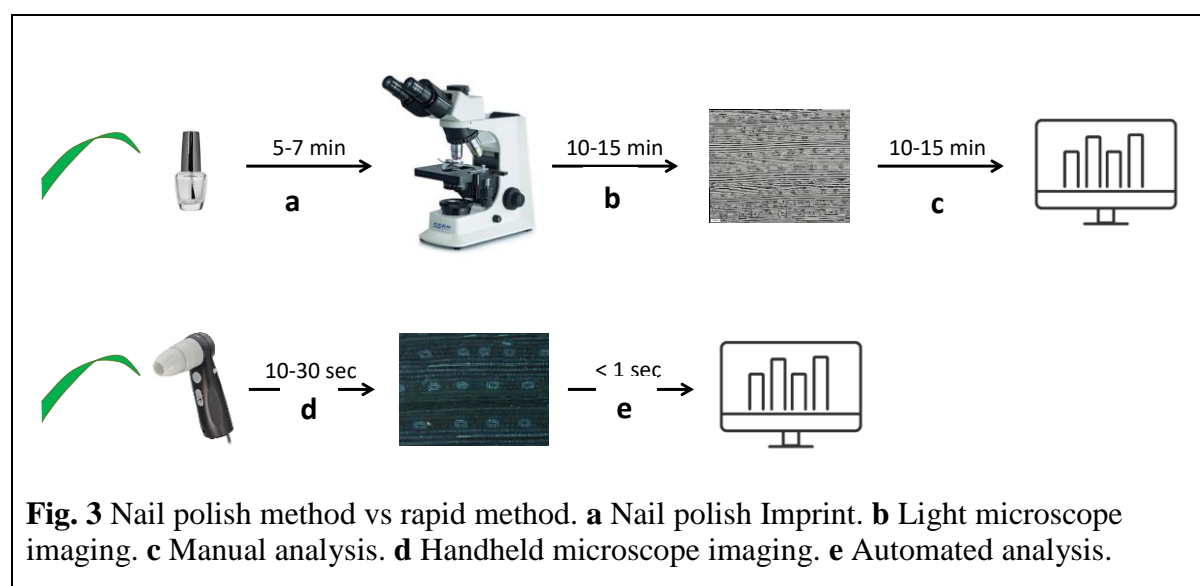 5-7 min
10-15 min
10-15 min
a
b
c
10-30 sec
< 1 sec
d
e
Fig. 3 Nail polish method vs rapid method. a Nail polish Imprint. b Light microscope
imaging. c Manual analysis. d Handheld microscope imaging. e Automated analysis.